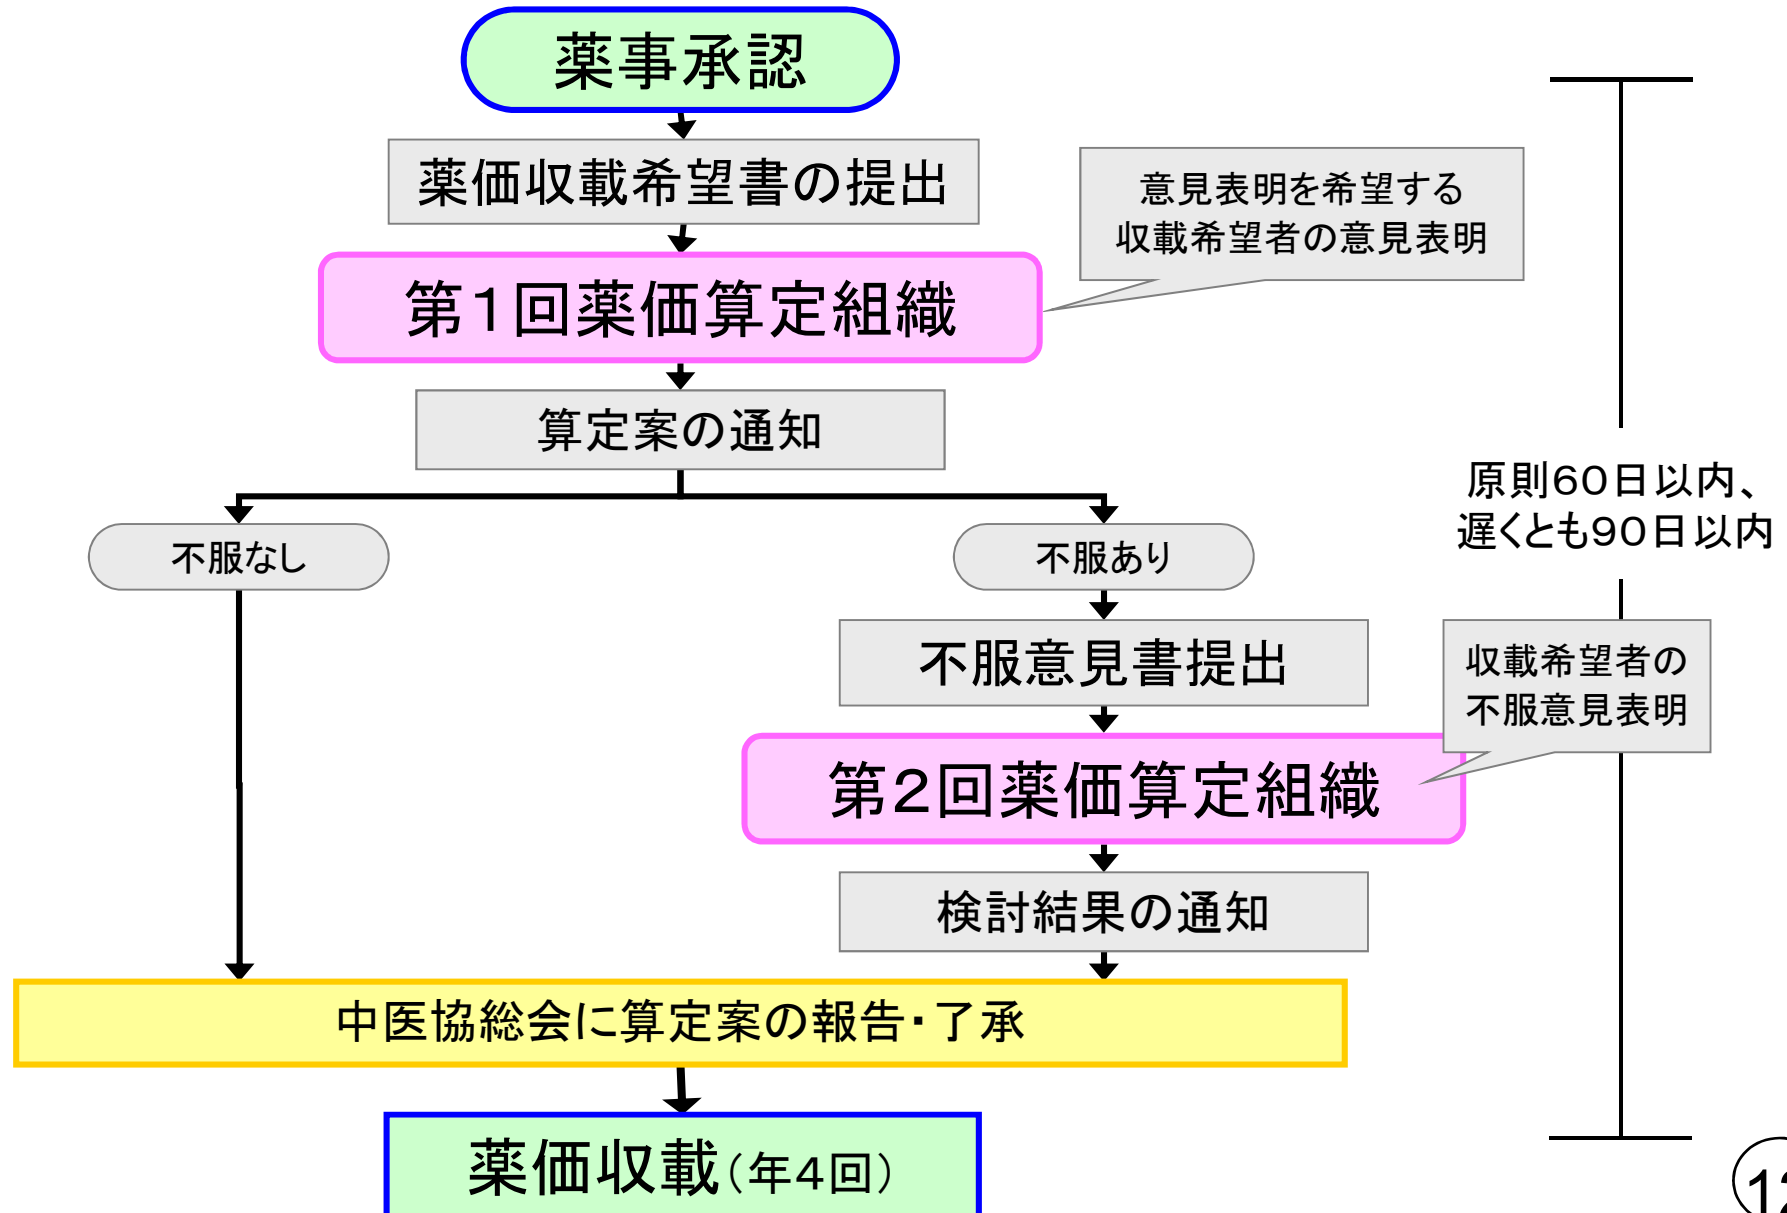 薬事承認
薬価収載希望書の提出
意見表明を希望する
収載希望者の意見表明
第１回薬価算定組織
算定案の通知
原則６０日以内、
遅くとも９０日以内
不服なし
不服あり
不服意見書提出
収載希望者の
不服意見表明
第２回薬価算定組織
検討結果の通知
中医協総会に算定案の報告・了承
薬価収載（年４回）
12